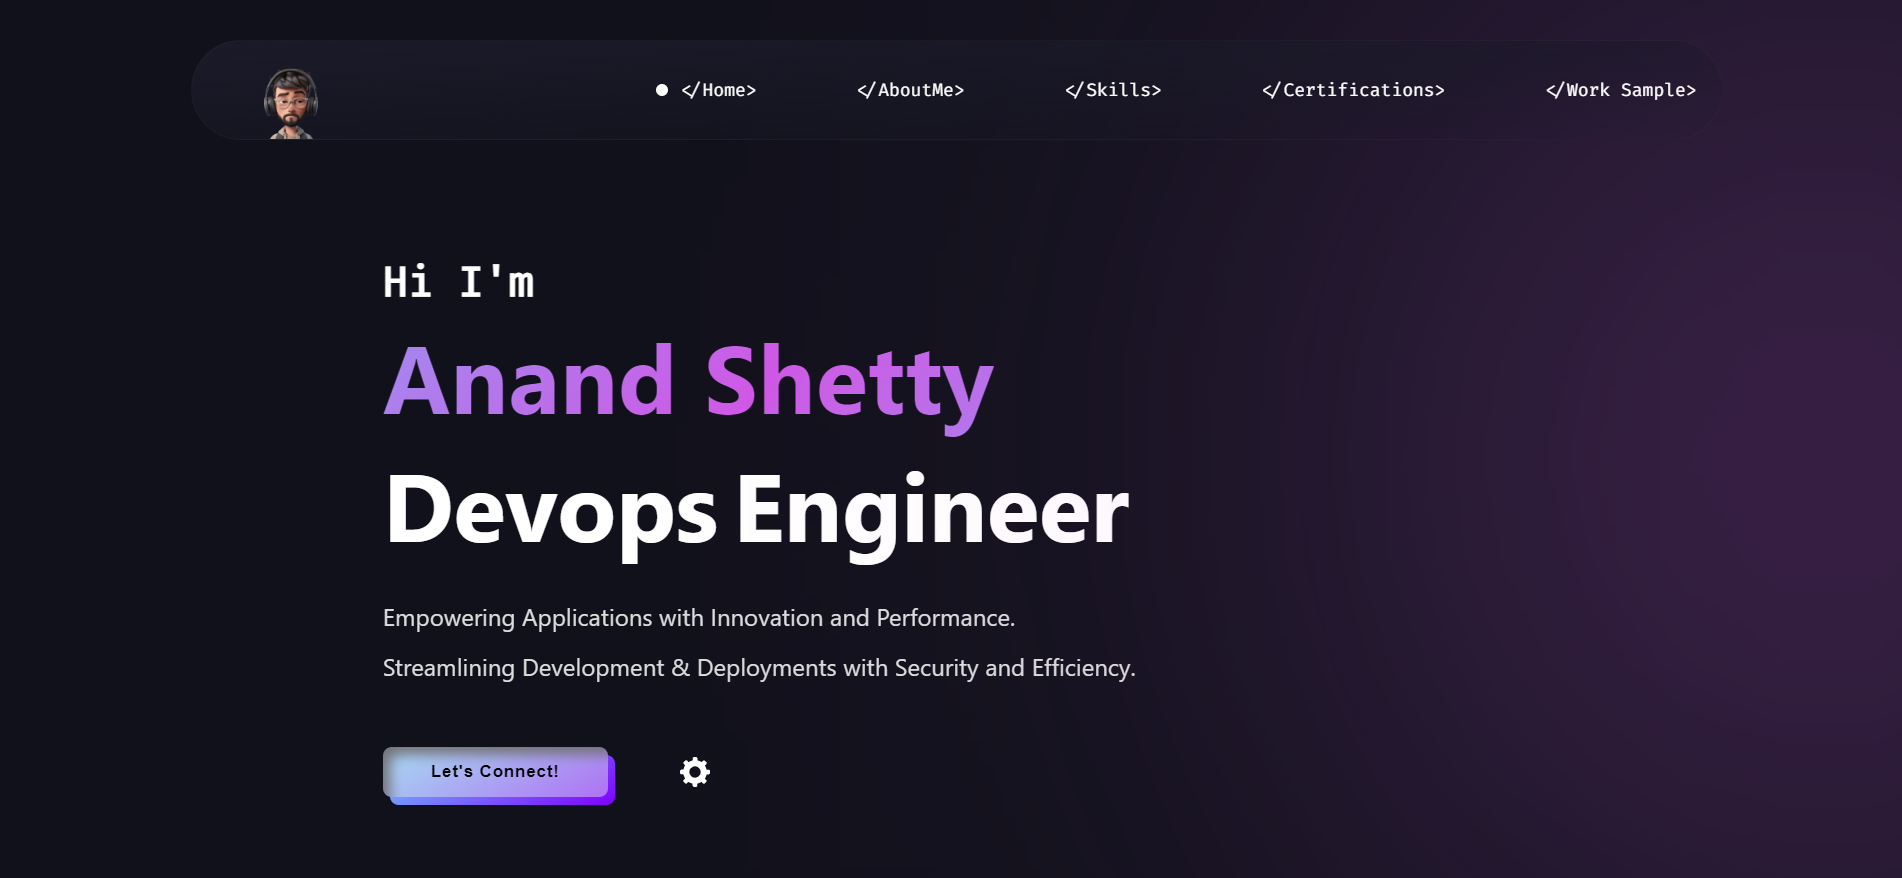 </Home> </AboutMe> </Skills> </Certifications> </Work Sample>
Hi I'm
Anand Shetty
Devops Engineer
Empowering Applications with Innovation and Performance.
Streamlining Development & Deployments with Security and Efficiency.
Let's Connect!